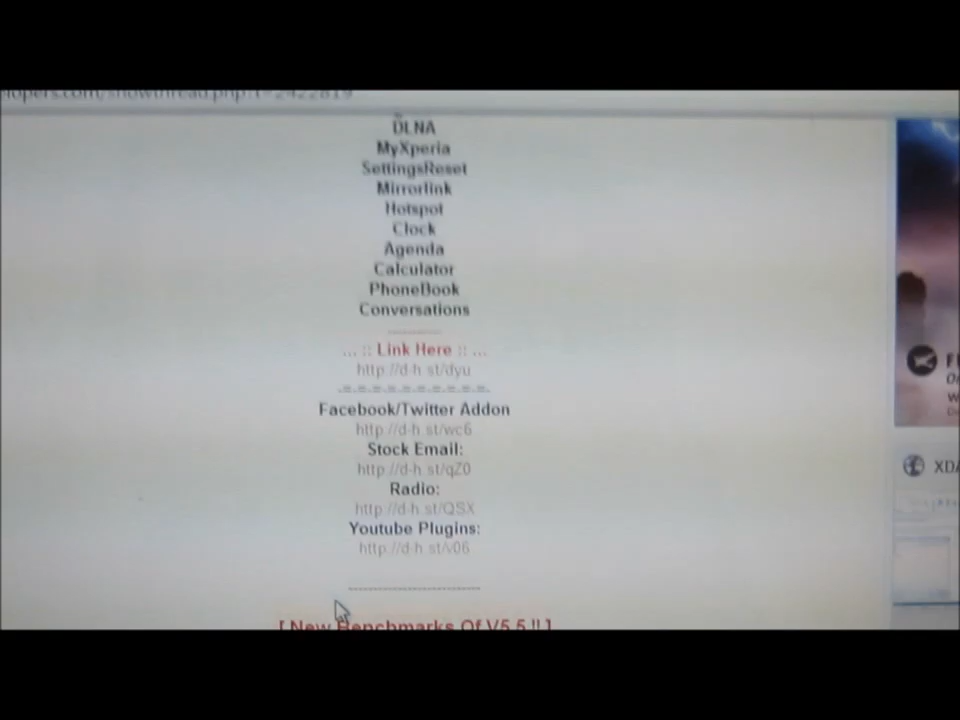 DLNA
MyXperia
SettingsReset
Mirrorlink
Hotspot
Clock
Agenda
Calculator
PhoneBook
Conversations
----------
... :: Link Here :: ...
http://d-h.st/dyu
-=-=-=-=-=-=-=-=-=-=-
Facebook/Twitter Addon
http://d-h.st/wc6
Stock Email:
http://d-h.st/qZ0
Radio:
http://d-h.st/QSX
Youtube Plugins:
http://d-h.st/v06
--------------------------
[ New Benchmarks Of V5.5 !! ]
XDA